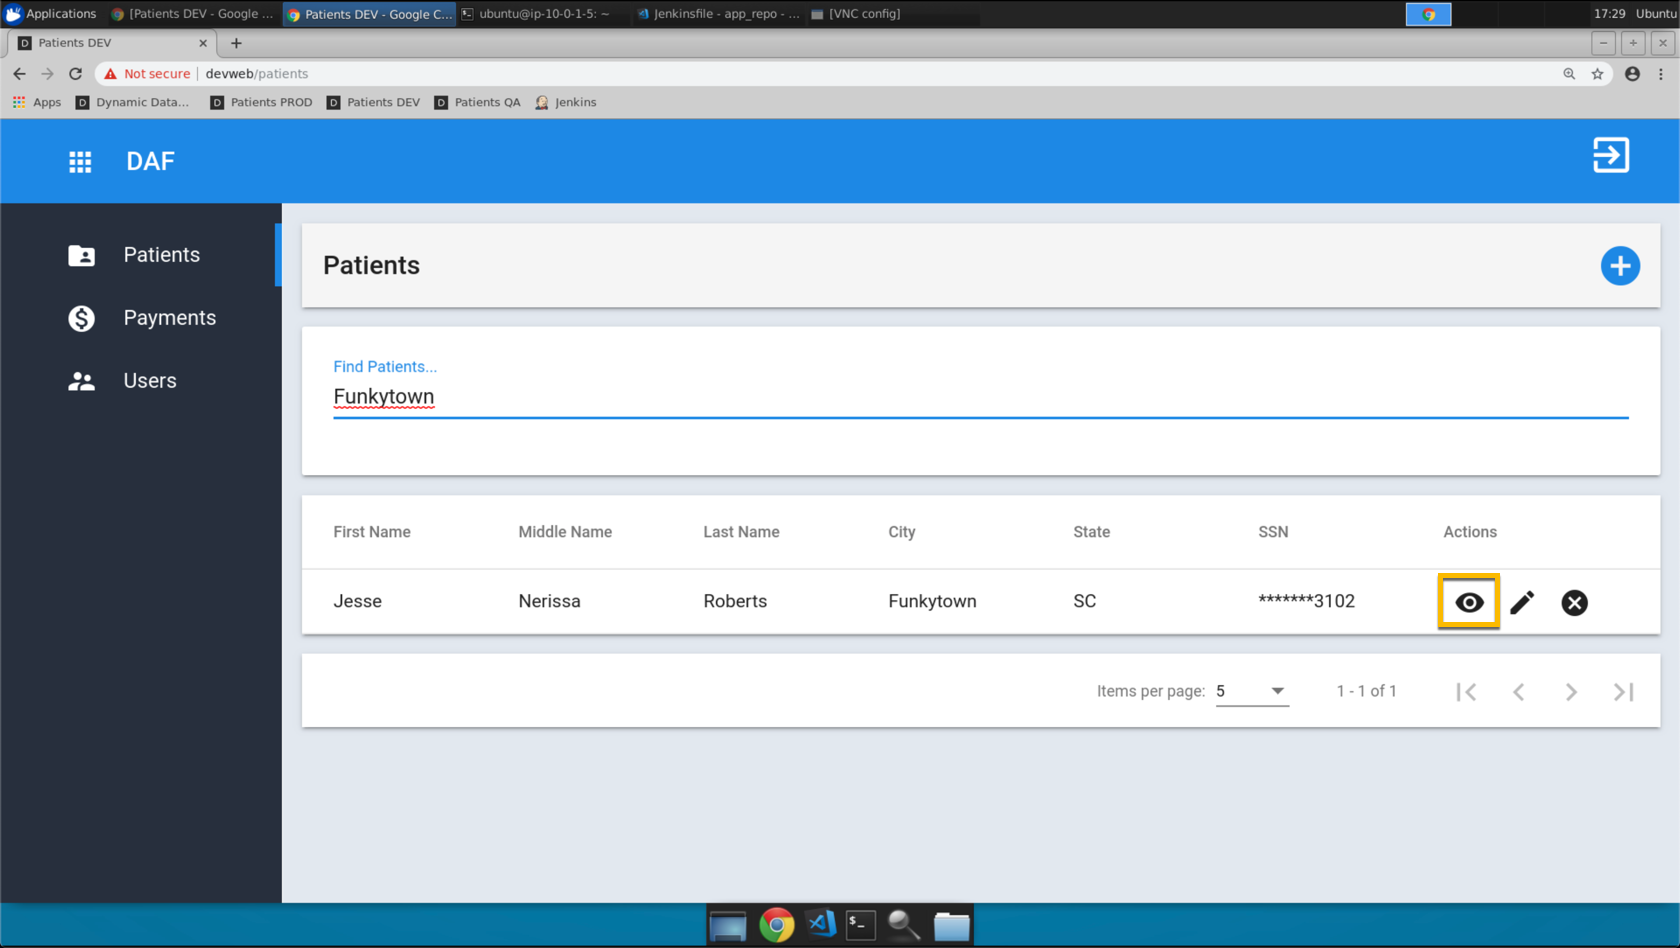 Applications [Patients DEV - Google ... Patients DEV - Google C... ubuntu@ip-10-0-1-5: ~ Jenkinsfile - app_repo - ... [VNC config] 17:29 Ubuntu
Patients DEV
Not secure devweb/patients
Apps Dynamic Data... Patients PROD Patients DEV Patients QA Jenkins
DAF
Patients
Payments
Users
Patients
Find Patients...
Funkytown
First Name Middle Name Last Name City State SSN Actions
Jesse Nerissa Roberts Funkytown SC *******3102
Items per page: 5 1 - 1 of 1